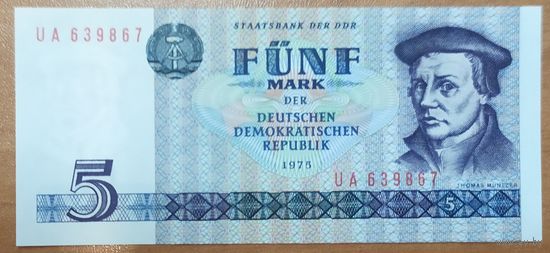 STAATSBANK DER DDR
UA 639867
FÜNF
MARK
DER
DEUTSCHEN
DEMOKRATISCHEN
REPUBLIK
1975
UA 639867
THOMAS MÜNTZER
5
5